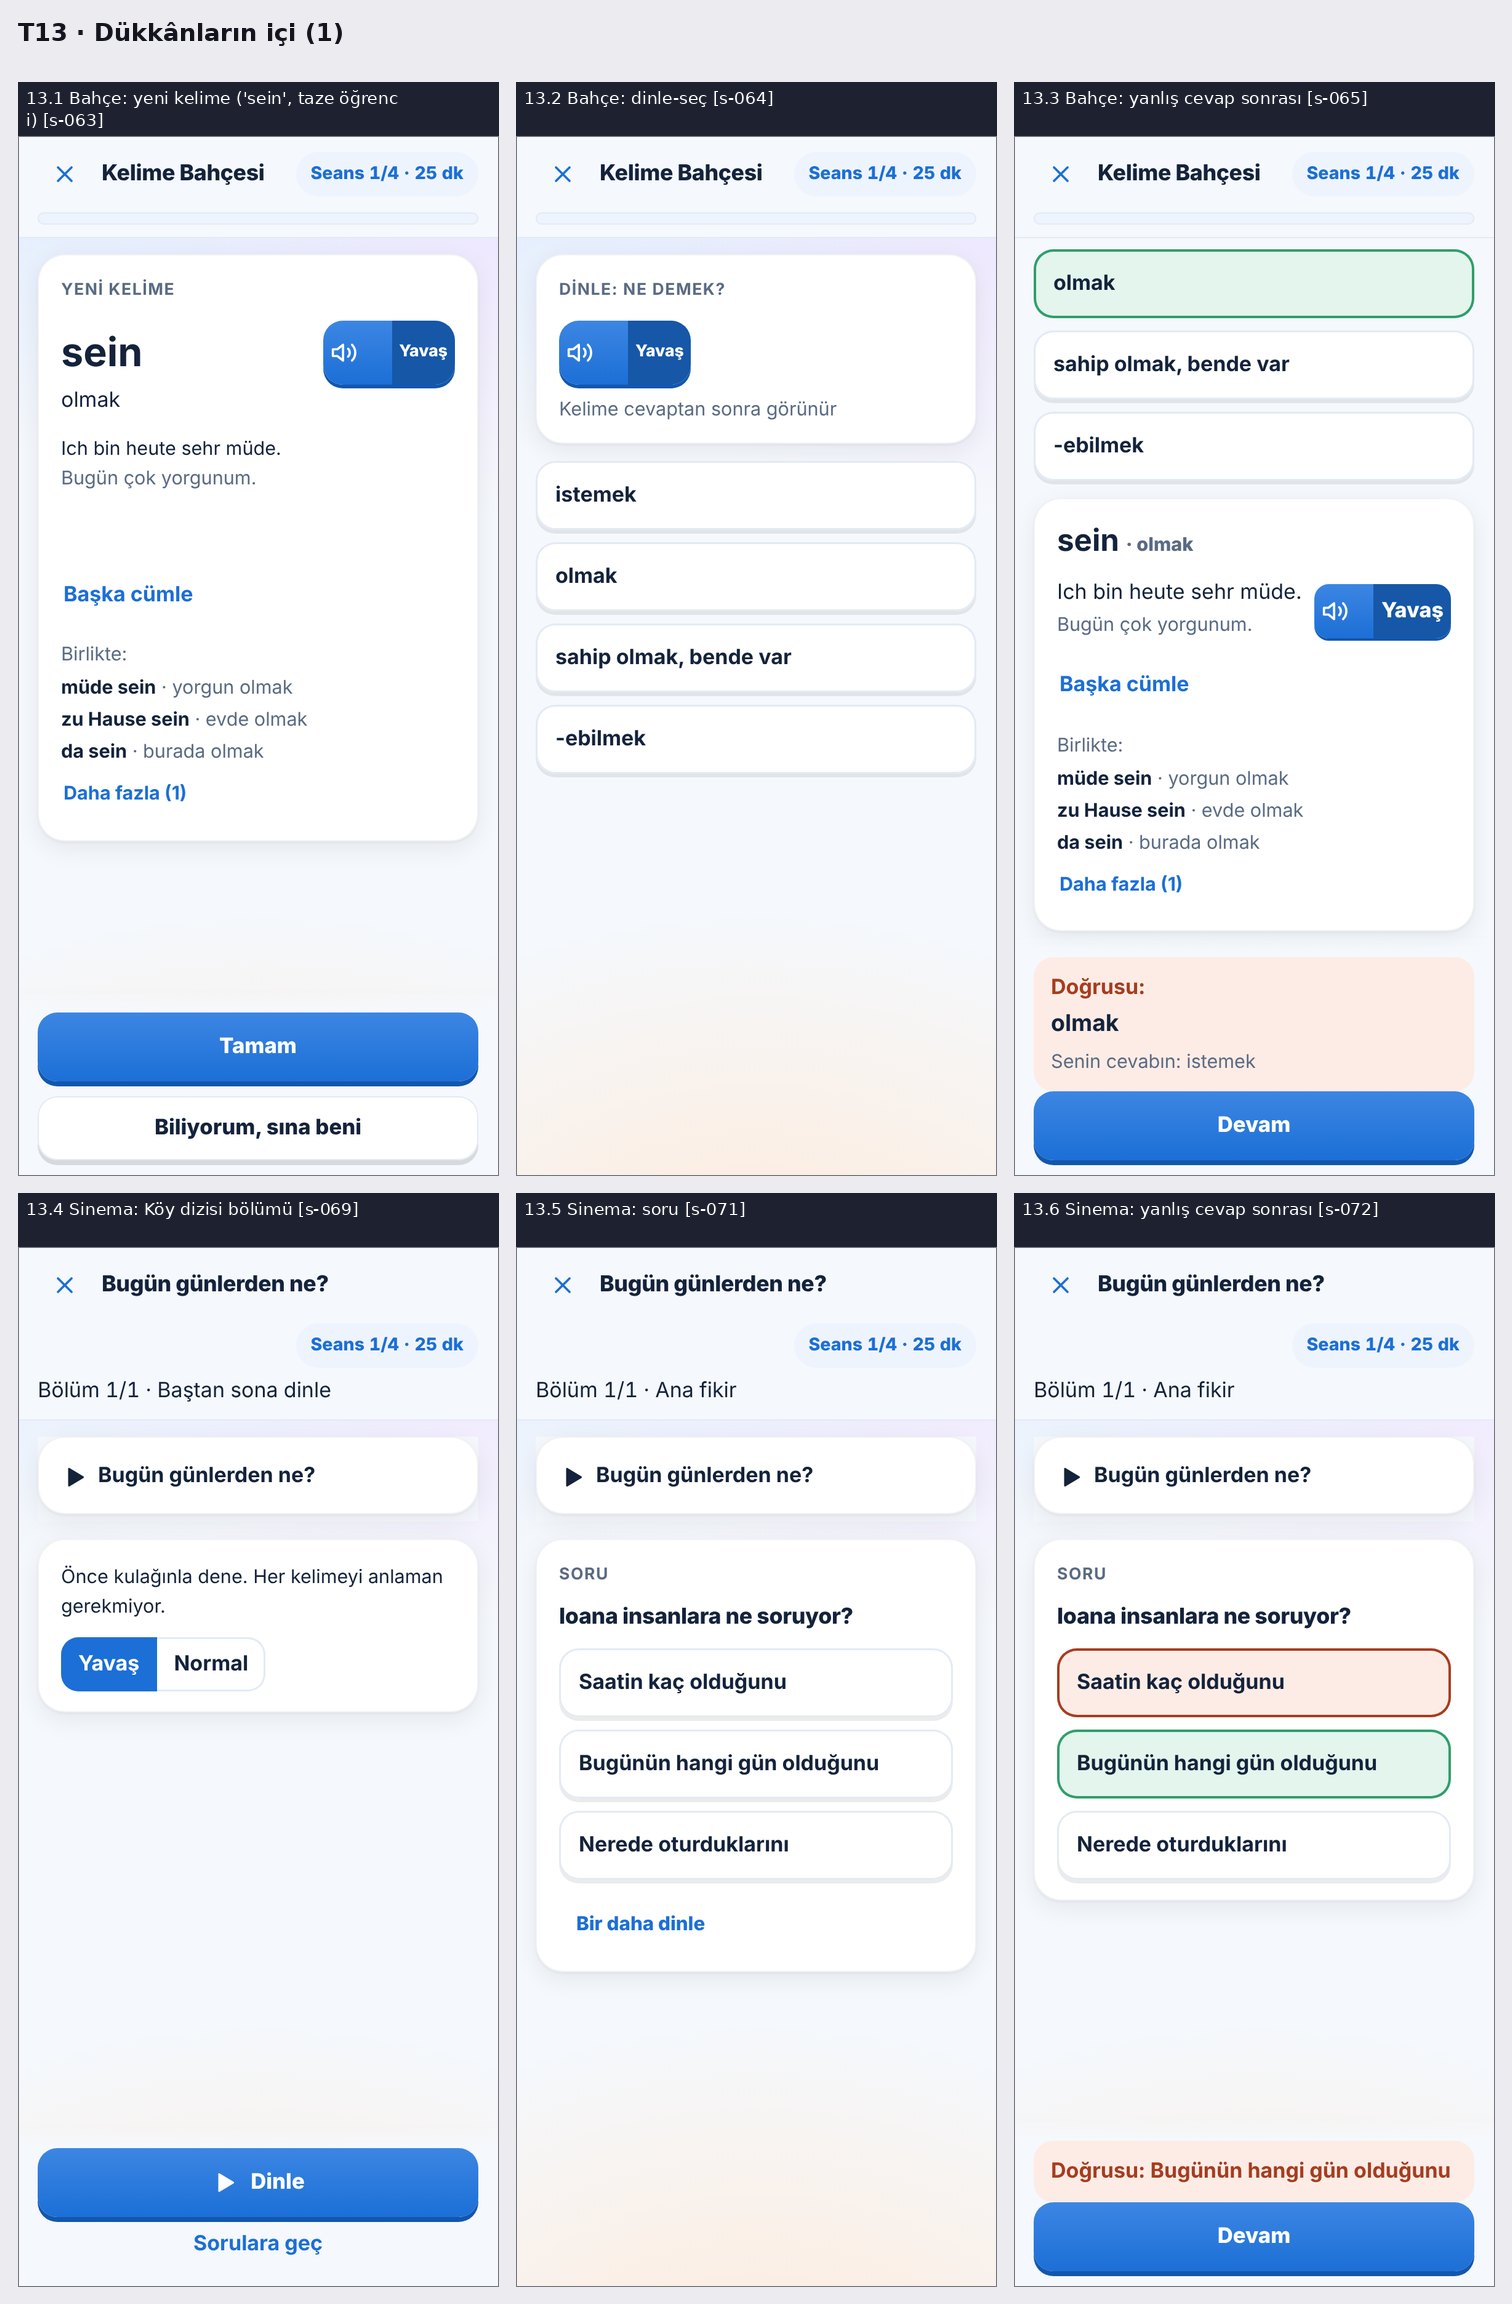 T13 · Dükkânların içi (1)
13.1 Bahçe: yeni kelime ('sein', taze öğrenc
i) [s-063]
Kelime Bahçesi
Seans 1/4 · 25 dk
YENİ KELİME
sein
Yavaş
olmak
Ich bin heute sehr müde.
Bugün çok yorgunum.
Başka cümle
Birlikte:
müde sein · yorgun olmak
zu Hause sein · evde olmak
da sein · burada olmak
Daha fazla (1)
Tamam
Biliyorum, sına beni
13.2 Bahçe: dinle-seç [s-064]
Kelime Bahçesi
Seans 1/4 · 25 dk
DİNLE: NE DEMEK?
Yavaş
Kelime cevaptan sonra görünür
istemek
olmak
sahip olmak, bende var
-ebilmek
13.3 Bahçe: yanlış cevap sonrası [s-065]
Kelime Bahçesi
Seans 1/4 · 25 dk
olmak
sahip olmak, bende var
-ebilmek
sein · olmak
Ich bin heute sehr müde.
Yavaş
Bugün çok yorgunum.
Başka cümle
Birlikte:
müde sein · yorgun olmak
zu Hause sein · evde olmak
da sein · burada olmak
Daha fazla (1)
Doğrusu:
olmak
Senin cevabın: istemek
Devam
13.4 Sinema: Köy dizisi bölümü [s-069]
Bugün günlerden ne?
Seans 1/4 · 25 dk
Bölüm 1/1 · Baştan sona dinle
Bugün günlerden ne?
Önce kulağınla dene. Her kelimeyi anlaman
gerekmiyor.
Yavaş
Normal
Dinle
Sorulara geç
13.5 Sinema: soru [s-071]
Bugün günlerden ne?
Seans 1/4 · 25 dk
Bölüm 1/1 · Ana fikir
Bugün günlerden ne?
SORU
Ioana insanlara ne soruyor?
Saatin kaç olduğunu
Bugünün hangi gün olduğunu
Nerede oturduklarını
Bir daha dinle
13.6 Sinema: yanlış cevap sonrası [s-072]
Bugün günlerden ne?
Seans 1/4 · 25 dk
Bölüm 1/1 · Ana fikir
Bugün günlerden ne?
SORU
Ioana insanlara ne soruyor?
Saatin kaç olduğunu
Bugünün hangi gün olduğunu
Nerede oturduklarını
Doğrusu: Bugünün hangi gün olduğunu
Devam